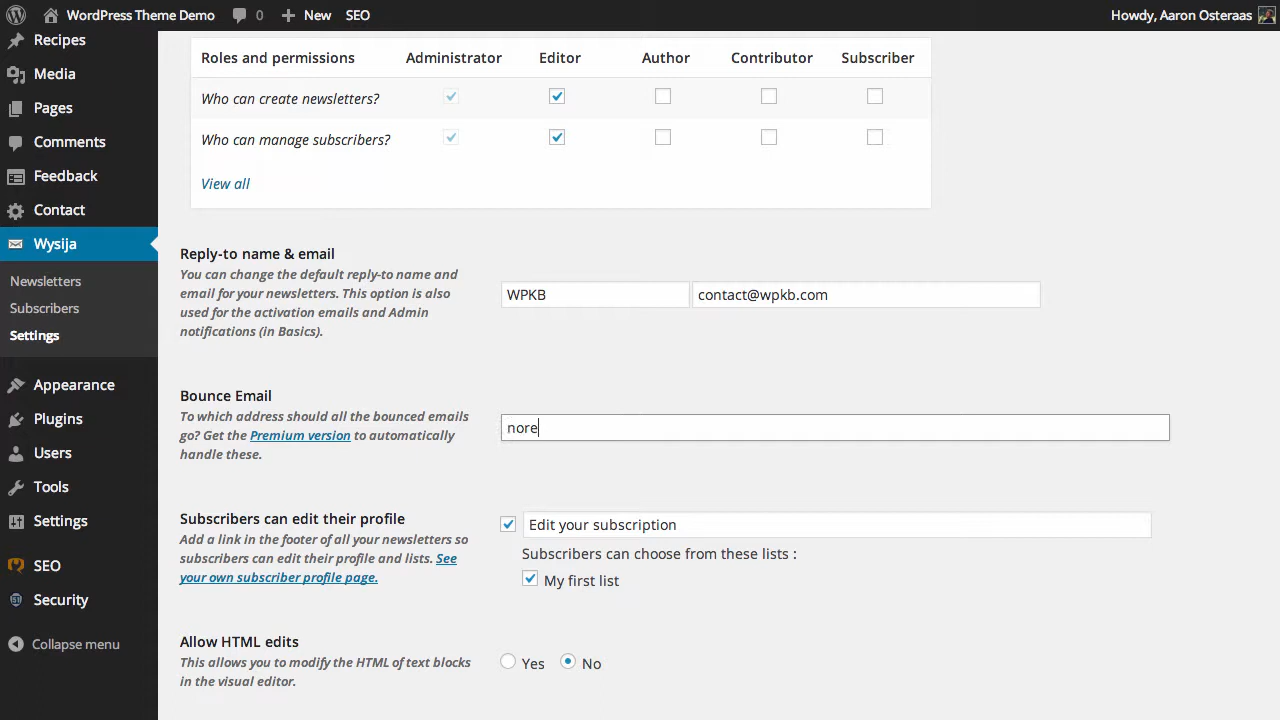 WordPress Theme Demo 0 New SEO Howdy, Aaron Osteraas
Recipes
Media
Pages
Comments
Feedback
Contact
Wysija
Newsletters
Subscribers
Settings
Appearance
Plugins
Users
Tools
Settings
SEO
Security
Collapse menu
Roles and permissions Administrator Editor Author Contributor Subscriber
Who can create newsletters?
Who can manage subscribers?
View all
Reply-to name & email
You can change the default reply-to name and
email for your newsletters. This option is also
used for the activation emails and Admin
notifications (in Basics).
WPKB contact@wpkb.com
Bounce Email
To which address should all the bounced emails
go? Get the Premium version to automatically
handle these.
nore
Subscribers can edit their profile
Add a link in the footer of all your newsletters so
subscribers can edit their profile and lists. See
your own subscriber profile page.
Edit your subscription
Subscribers can choose from these lists :
My first list
Allow HTML edits
This allows you to modify the HTML of text blocks
in the visual editor.
Yes No